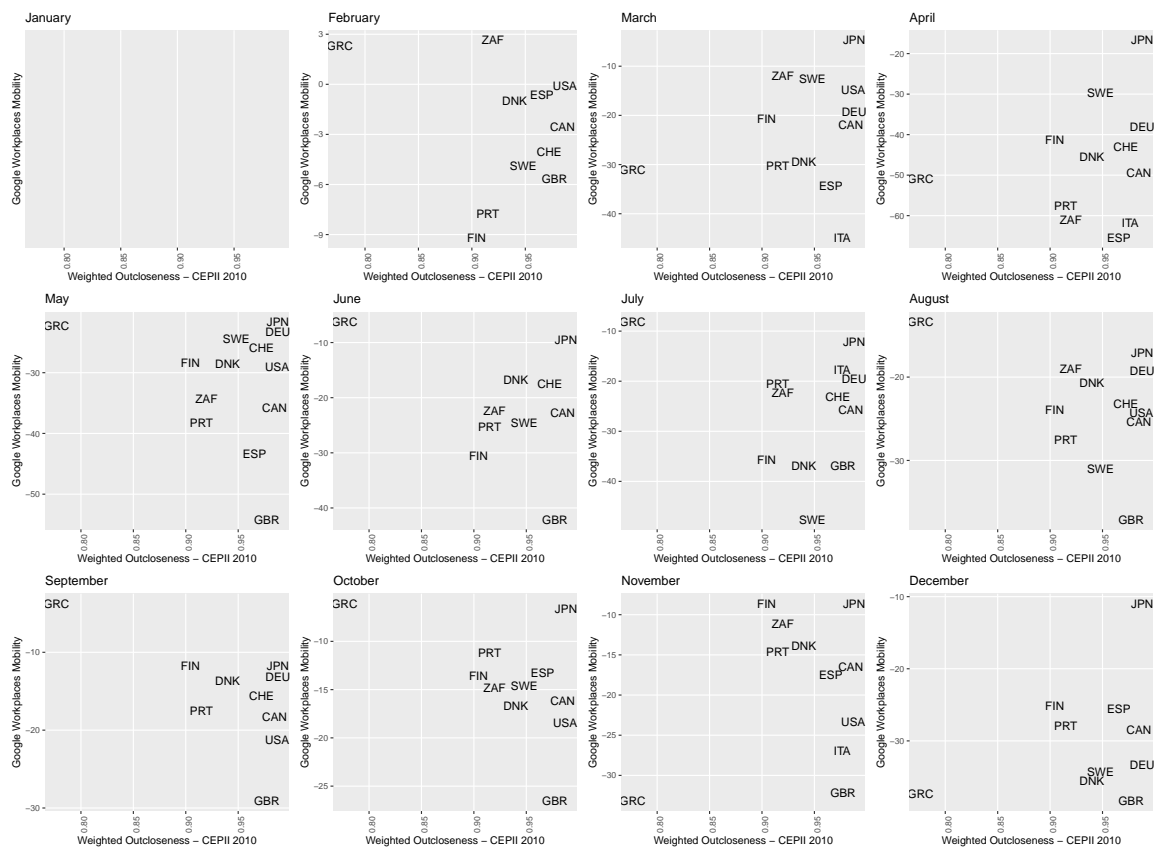 January
Google Workplaces Mobility
0.80
0.85
0.90
0.95
Weighted Outcloseness – CEPII 2010
February
Google Workplaces Mobility
3
0
−3
−6
−9
GRC
ZAF
USA
ESP
DNK
CAN
CHE
SWE
GBR
PRT
FIN
0.80
0.85
0.90
0.95
Weighted Outcloseness – CEPII 2010
March
Google Workplaces Mobility
−10
−20
−30
−40
JPN
ZAF
SWE
USA
DEU
FIN
CAN
DNK
PRT
GRC
ESP
ITA
0.80
0.85
0.90
0.95
Weighted Outcloseness – CEPII 2010
April
Google Workplaces Mobility
−20
−30
−40
−50
−60
JPN
SWE
DEU
FIN
CHE
DNK
CAN
GRC
PRT
ZAF
ITA
ESP
0.80
0.85
0.90
0.95
Weighted Outcloseness – CEPII 2010
May
Google Workplaces Mobility
−30
−40
−50
JPN
GRC
DEU
SWE
CHE
FIN
DNK
USA
ZAF
CAN
PRT
ESP
GBR
0.80
0.85
0.90
0.95
Weighted Outcloseness – CEPII 2010
June
Google Workplaces Mobility
−10
−20
−30
−40
GRC
JPN
DNK
CHE
ZAF
CAN
SWE
PRT
FIN
GBR
0.80
0.85
0.90
0.95
Weighted Outcloseness – CEPII 2010
July
Google Workplaces Mobility
−10
−20
−30
−40
GRC
JPN
ITA
DEU
PRT
ZAF
CHE
CAN
FIN
DNK
GBR
SWE
0.80
0.85
0.90
0.95
Weighted Outcloseness – CEPII 2010
August
Google Workplaces Mobility
−20
−30
GRC
JPN
ZAF
DEU
DNK
CHE
FIN
USA
CAN
PRT
SWE
GBR
0.80
0.85
0.90
0.95
Weighted Outcloseness – CEPII 2010
September
Google Workplaces Mobility
−10
−20
−30
GRC
FIN
JPN
DEU
DNK
CHE
PRT
CAN
USA
GBR
0.80
0.85
0.90
0.95
Weighted Outcloseness – CEPII 2010
October
Google Workplaces Mobility
−10
−15
−20
−25
GRC
JPN
PRT
ESP
FIN
SWE
ZAF
CAN
DNK
USA
GBR
0.80
0.85
0.90
0.95
Weighted Outcloseness – CEPII 2010
November
Google Workplaces Mobility
−10
−15
−20
−25
−30
FIN
JPN
ZAF
DNK
PRT
CAN
ESP
USA
ITA
GBR
GRC
0.80
0.85
0.90
0.95
Weighted Outcloseness – CEPII 2010
December
Google Workplaces Mobility
−10
−20
−30
JPN
FIN
ESP
PRT
CAN
DEU
SWE
DNK
GRC
GBR
0.80
0.85
0.90
0.95
Weighted Outcloseness – CEPII 2010